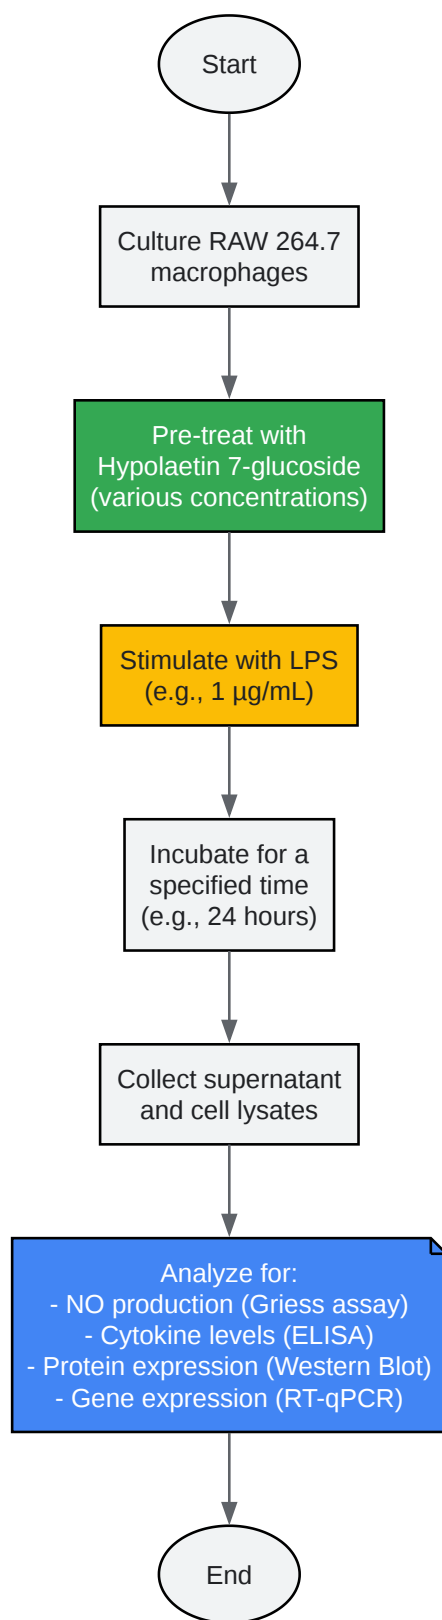 Start
Culture RAW 264.7
macrophages
Pre-treat with
Hypolaetin 7-glucoside
(various concentrations)
Stimulate with LPS
(e.g., 1 µg/mL)
Incubate for a
specified time
(e.g., 24 hours)
Collect supernatant
and cell lysates
Analyze for:
- NO production (Griess assay)
- Cytokine levels (ELISA)
- Protein expression (Western Blot)
- Gene expression (RT-qPCR)
End